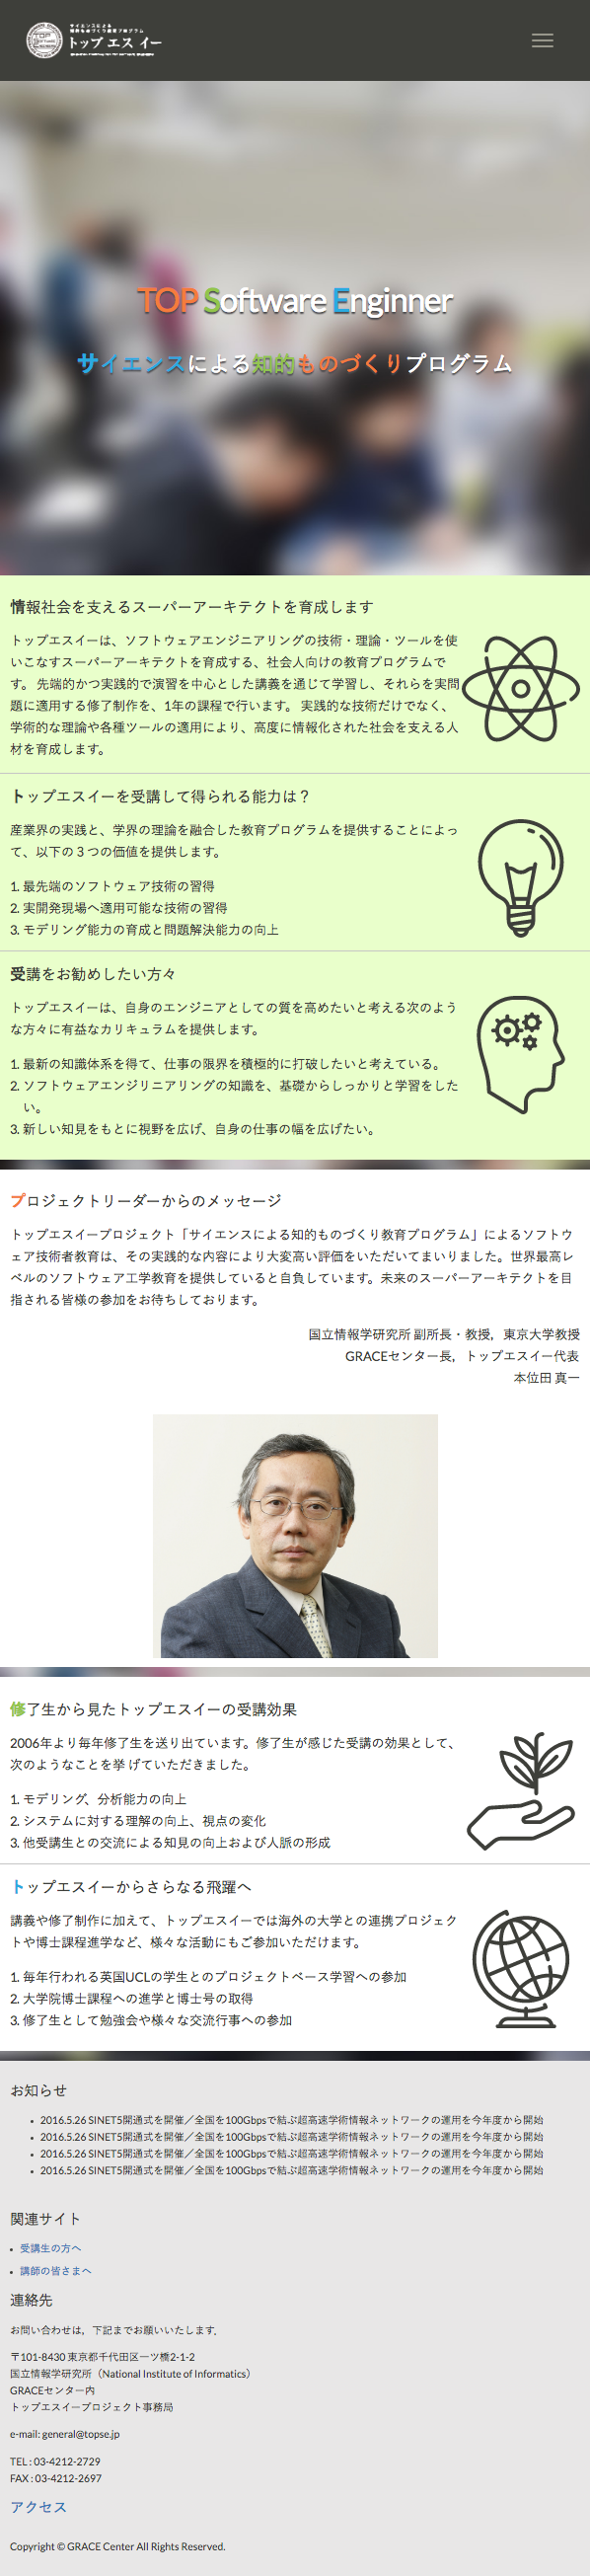 サイエンスによる
知的ものづくり教育プログラム
トップ エス イー
TOP Software Enginner
サイエンスによる知的ものづくりプログラム
情報社会を支えるスーパーアーキテクトを育成します
トップエスイーは、ソフトウェアエンジニアリングの技術・理論・ツールを使
いこなすスーパーアーキテクトを育成する、社会人向けの教育プログラムで
す。 先端的かつ実践的で演習を中心とした講義を通じて学習し、それらを実問
題に適用する修了制作を、1年の課程で行います。 実践的な技術だけでなく、
学術的な理論や各種ツールの適用により、高度に情報化された社会を支える人
材を育成します。
トップエスイーを受講して得られる能力は？
産業界の実践と、学界の理論を融合した教育プログラムを提供することによっ
て、以下の３つの価値を提供します。
1. 最先端のソフトウェア技術の習得
2. 実開発現場へ適用可能な技術の習得
3. モデリング能力の育成と問題解決能力の向上
受講をお勧めしたい方々
トップエスイーは、自身のエンジニアとしての質を高めたいと考える次のよう
な方々に有益なカリキュラムを提供します。
1. 最新の知識体系を得て、仕事の限界を積極的に打破したいと考えている。
2. ソフトウェアエンジリニアリングの知識を、基礎からしっかりと学習をした
い。
3. 新しい知見をもとに視野を広げ、自身の仕事の幅を広げたい。
プロジェクトリーダーからのメッセージ
トップエスイープロジェクト「サイエンスによる知的ものづくり教育プログラム」によるソフトウ
ェア技術者教育は、その実践的な内容により大変高い評価をいただいてまいりました。世界最高レ
ベルのソフトウェア工学教育を提供していると自負しています。未来のスーパーアーキテクトを目
指される皆様の参加をお待ちしております。
国立情報学研究所 副所長・教授，東京大学教授
GRACEセンター長，トップエスイー代表
本位田 真一
修了生から見たトップエスイーの受講効果
2006年より毎年修了生を送り出ています。修了生が感じた受講の効果として、
次のようなことを挙 げていただきました。
1. モデリング、分析能力の向上
2. システムに対する理解の向上、視点の変化
3. 他受講生との交流による知見の向上および人脈の形成
トップエスイーからさらなる飛躍へ
講義や修了制作に加えて、トップエスイーでは海外の大学との連携プロジェク
トや博士課程進学など、様々な活動にもご参加いただけます。
1. 毎年行われる英国UCLの学生とのプロジェクトベース学習への参加
2. 大学院博士課程への進学と博士号の取得
3. 修了生として勉強会や様々な交流行事への参加
お知らせ
• 2016.5.26 SINET5開通式を開催／全国を100Gbpsで結ぶ超高速学術情報ネットワークの運用を今年度から開始
• 2016.5.26 SINET5開通式を開催／全国を100Gbpsで結ぶ超高速学術情報ネットワークの運用を今年度から開始
• 2016.5.26 SINET5開通式を開催／全国を100Gbpsで結ぶ超高速学術情報ネットワークの運用を今年度から開始
• 2016.5.26 SINET5開通式を開催／全国を100Gbpsで結ぶ超高速学術情報ネットワークの運用を今年度から開始
関連サイト
• 受講生の方へ
• 講師の皆さまへ
連絡先
お問い合わせは，下記までお願いいたします．
〒101-8430 東京都千代田区一ツ橋2-1-2
国立情報学研究所（National Institute of Informatics）
GRACEセンター内
トップエスイープロジェクト事務局
e-mail: general@topse.jp
TEL : 03-4212-2729
FAX : 03-4212-2697
アクセス
Copyright © GRACE Center All Rights Reserved.